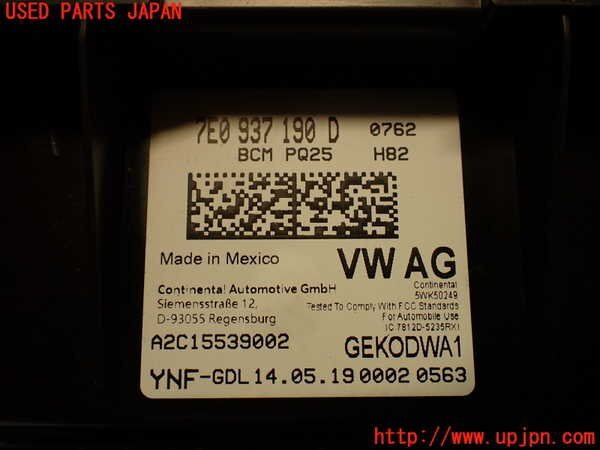 USED PARTS JAPAN
7E0 937 190 D 0762
BCM PQ25 H82
Made in Mexico
VW AG
Continental Automotive GmbH
Siemensstraße 12,
D-93055 Regensburg
Continental
5WK50249
Tested To Comply With FCC Standards
For Automobile Use
IC:7812D-5235RX1
A2C15539002
GEKODWA1
YNF-GDL 14.05.19 0002 0563
http://www.upjpn.com/